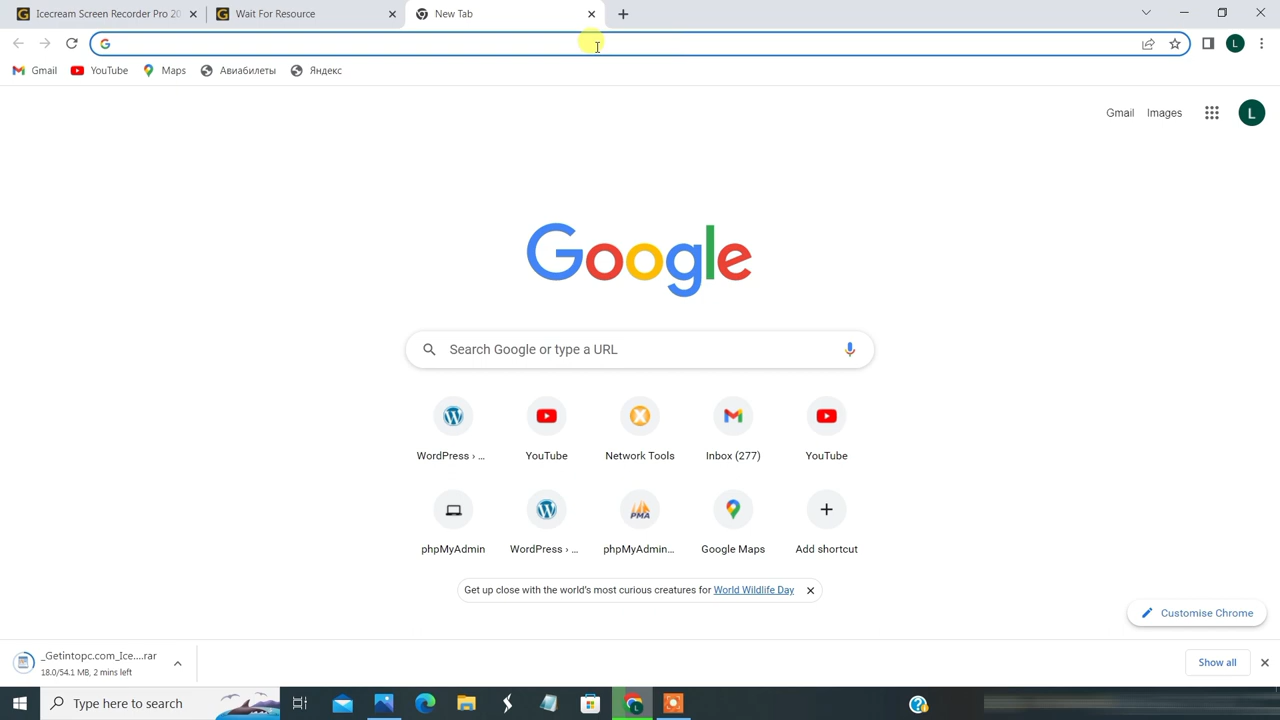 Icecream Screen Recorder Pro 20
Wait For Resource
New Tab
L
Gmail
YouTube
Maps
Авиабилеты
Яндекс
Gmail
Images
L
Google
Search Google or type a URL
WordPress › ...
YouTube
Network Tools
Inbox (277)
YouTube
phpMyAdmin
WordPress › ...
phpMyAdmin...
Google Maps
Add shortcut
Get up close with the world's most curious creatures for World Wildlife Day
Customise Chrome
_Getintopc.com_Ice....rar
18.0/54.1 MB, 2 mins left
Show all
Type here to search